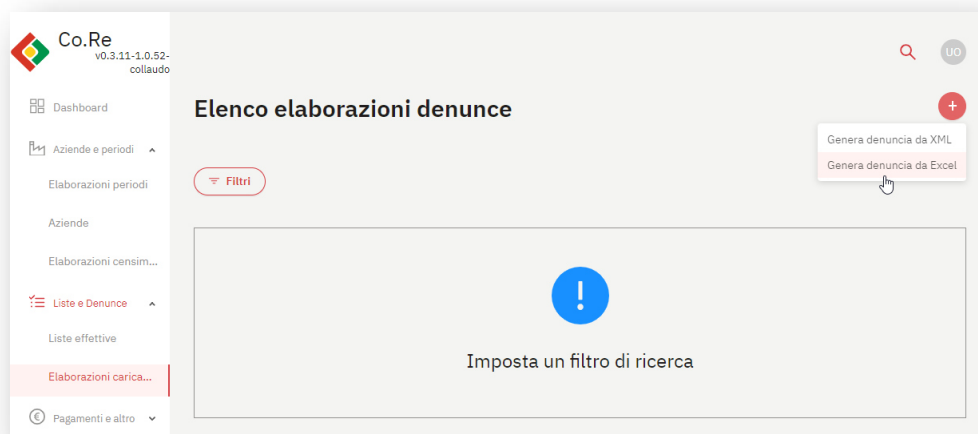 Co.Re
v0.3.11-1.0.52-
collaudo
UO
Dashboard
Elenco elaborazioni denunce
+
Aziende e periodi
Genera denuncia da XML
Genera denuncia da Excel
Elaborazioni periodi
Filtri
Aziende
Elaborazioni censim...
Liste e Denunce
!
Liste effettive
Imposta un filtro di ricerca
Elaborazioni carica...
€ Pagamenti e altro